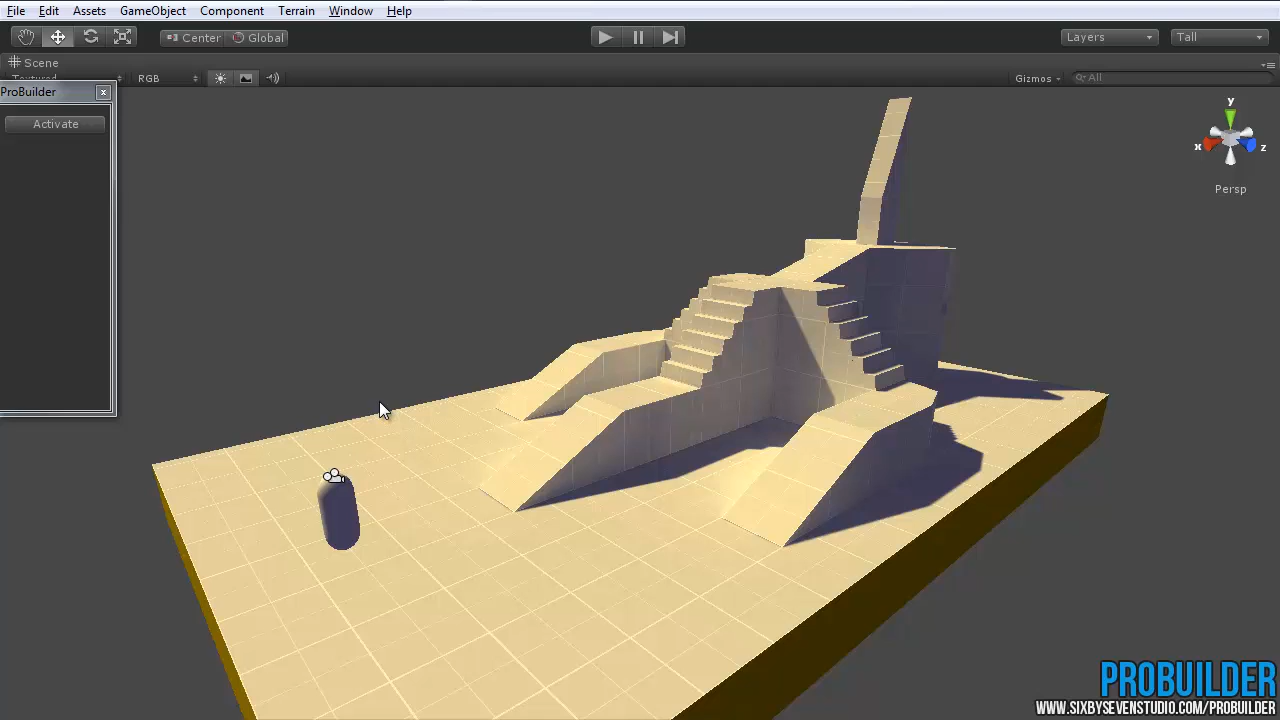 File Edit Assets GameObject Component Terrain Window Help
Center Global Layers Tall
Scene
Textured RGB Gizmos All
ProBuilder x
Activate
y
x z
Persp
PROBUILDER
WWW.SIXBYSEVENSTUDIO.COM/PROBUILDER